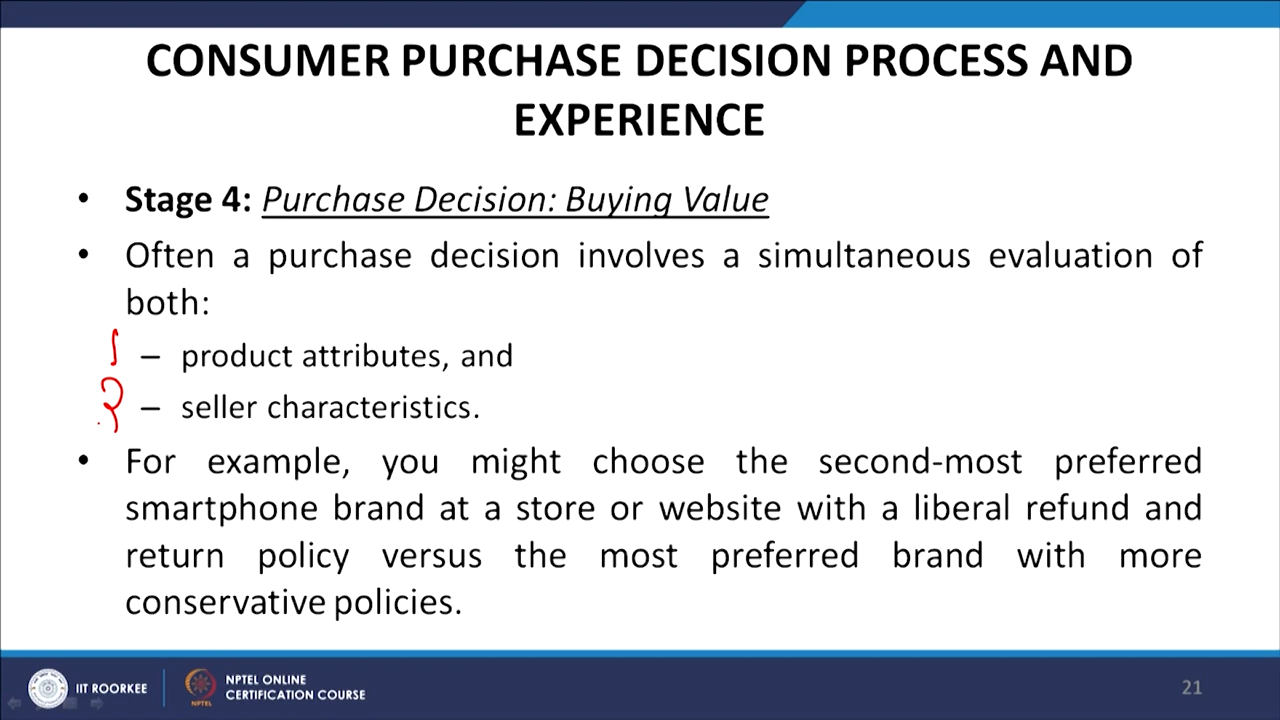 CONSUMER PURCHASE DECISION PROCESS AND
EXPERIENCE
• Stage 4: Purchase Decision: Buying Value
• Often a purchase decision involves a simultaneous evaluation of
both:
1 – product attributes, and
2 – seller characteristics.
• For example, you might choose the second-most preferred
smartphone brand at a store or website with a liberal refund and
return policy versus the most preferred brand with more
conservative policies.
IIT ROORKEE
NPTEL
NPTEL ONLINE
CERTIFICATION COURSE
21